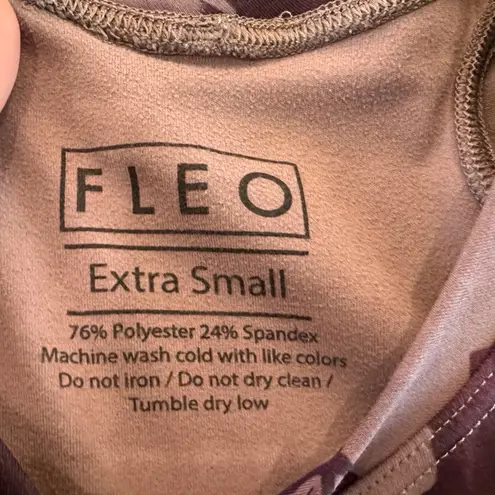 FLEO
Extra Small
76% Polyester 24% Spandex
Machine wash cold with like colors
Do not iron / Do not dry clean /
Tumble dry low